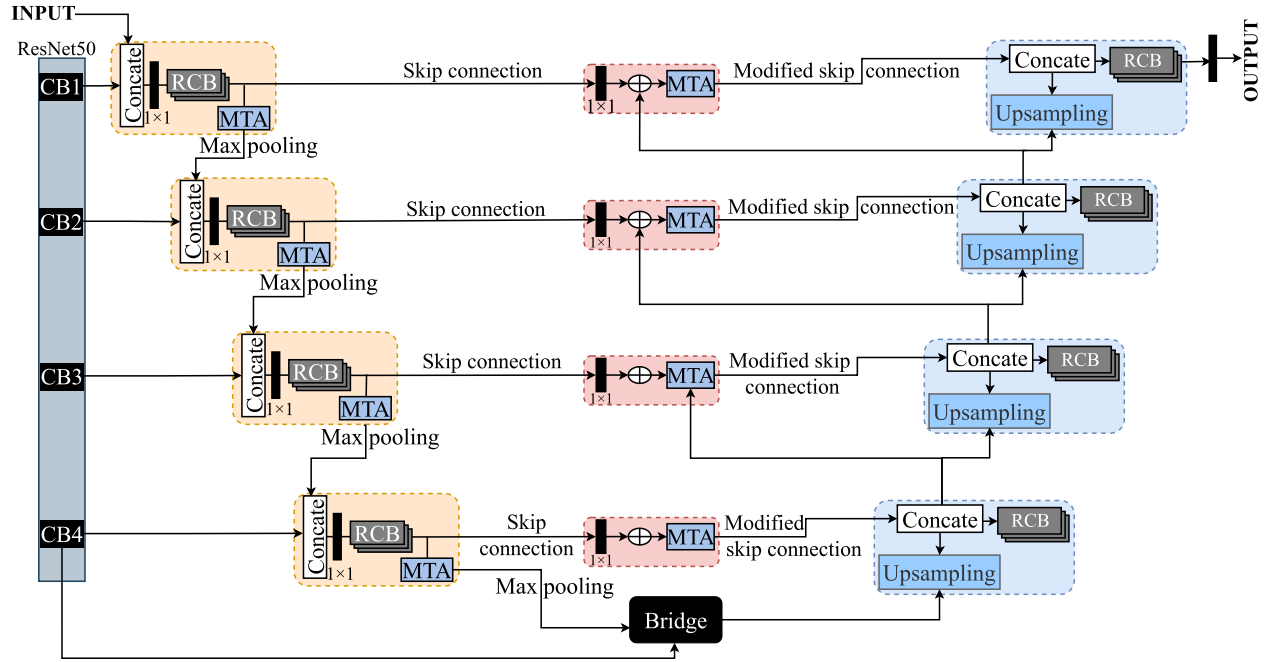 INPUT
ResNet50
CB1
Concate
1×1
RCB
MTA
Skip connection
1×1
MTA
Modified skip connection
Concate
RCB
Upsampling
OUTPUT
Max pooling
CB2
Concate
1×1
RCB
MTA
Skip connection
1×1
MTA
Modified skip connection
Concate
RCB
Upsampling
Max pooling
CB3
Concate
1×1
RCB
MTA
Skip connection
1×1
MTA
Modified skip
connection
Concate
RCB
Upsampling
Max pooling
CB4
Concate
1×1
RCB
MTA
Skip
connection
1×1
MTA
Modified
skip connection
Concate
RCB
Upsampling
Max pooling
Bridge